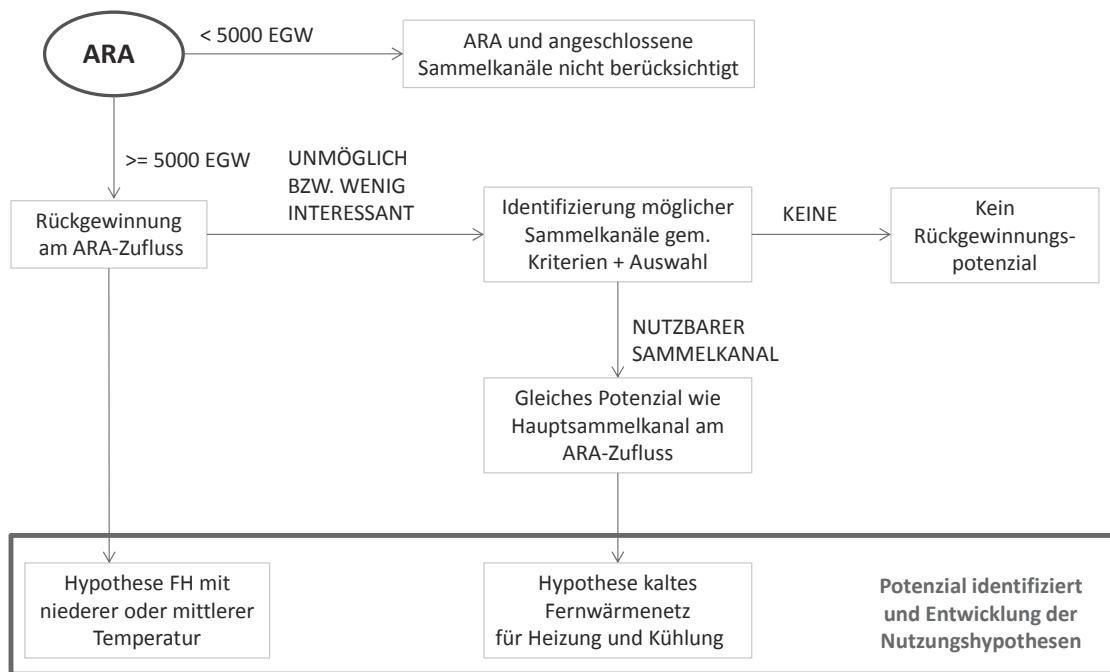 ARA
< 5000 EGW
ARA und angeschlossene
Sammelkanäle nicht berücksichtigt
>= 5000 EGW
UNMÖGLICH
BZW. WENIG
INTERESSANT
Rückgewinnung
am ARA-Zufluss
Identifizierung möglicher
Sammelkanäle gem.
Kriterien + Auswahl
KEINE
Kein
Rückgewinnungs-
potenzial
NUTZBARER
SAMMELKANAL
Gleiches Potenzial wie
Hauptsammelkanal am
ARA-Zufluss
Hypothese FH mit
niederer oder mittlerer
Temperatur
Hypothese kaltes
Fernwärmenetz
für Heizung und Kühlung
Potenzial identifiziert
und Entwicklung der
Nutzungshypothesen